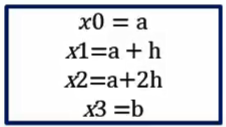 x0 = a
x1=a + h
x2=a+2h
x3 =b